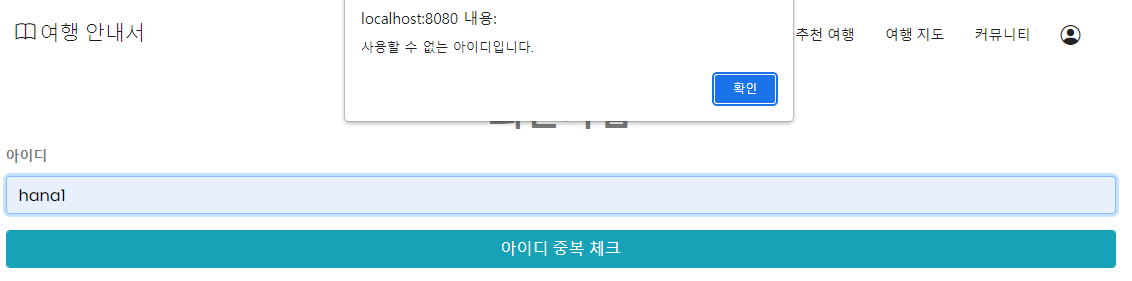 여행 안내서
localhost:8080 내용:
사용할 수 없는 아이디입니다.
확인
추천 여행 여행 지도 커뮤니티
아이디
hana1
아이디 중복 체크